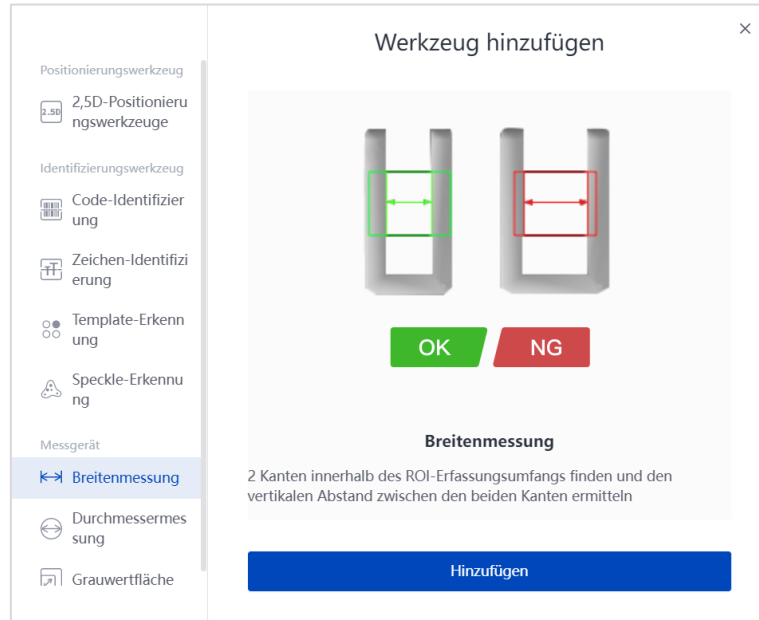 Werkzeug hinzufügen
×
Positionierungswerkzeug
2.5D
2,5D-Positionieru
ngswerkzeuge
Identifizierungswerkzeug
Code-Identifizier
ung
Zeichen-Identifizi
erung
Template-Erkenn
ung
Speckle-Erkennu
ng
Messgerät
Breitenmessung
Durchmessermes
sung
Grauwertfläche
OK
NG
Breitenmessung
2 Kanten innerhalb des ROI-Erfassungsumfangs finden und den
vertikalen Abstand zwischen den beiden Kanten ermitteln
Hinzufügen